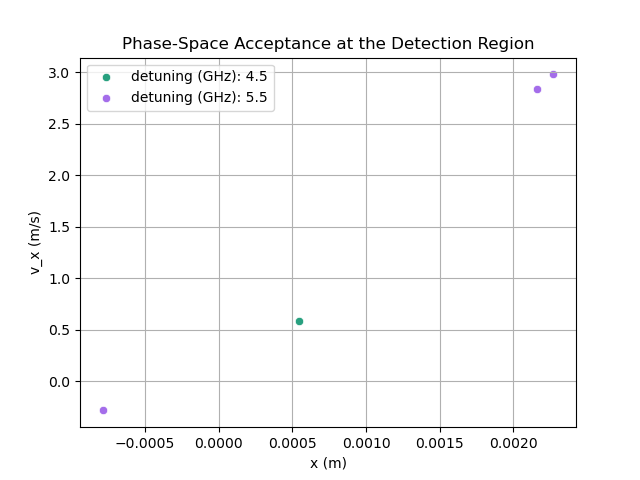 Phase-Space Acceptance at the Detection Region
detuning (GHz): 4.5
detuning (GHz): 5.5
v_x (m/s)
3.0
2.5
2.0
1.5
1.0
0.5
0.0
−0.0005 0.0000 0.0005 0.0010 0.0015 0.0020
x (m)